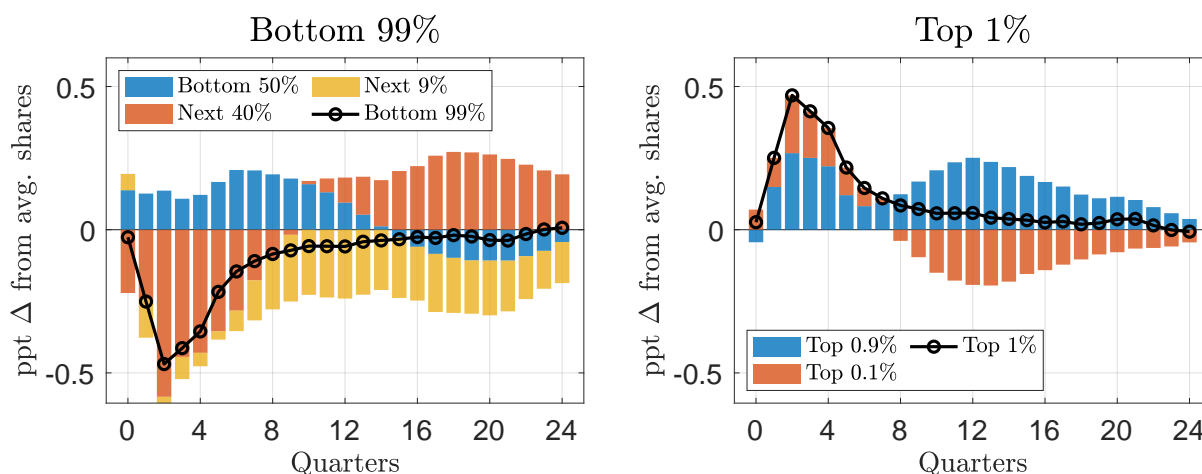 Bottom 99%
ppt Δ from avg. shares
0.5
0
-0.5
Bottom 50%
Next 9%
Next 40%
Bottom 99%
0 4 8 12 16 20 24
Quarters
Top 1%
ppt Δ from avg. shares
0.5
0
-0.5
Top 0.9%
Top 1%
Top 0.1%
0 4 8 12 16 20 24
Quarters